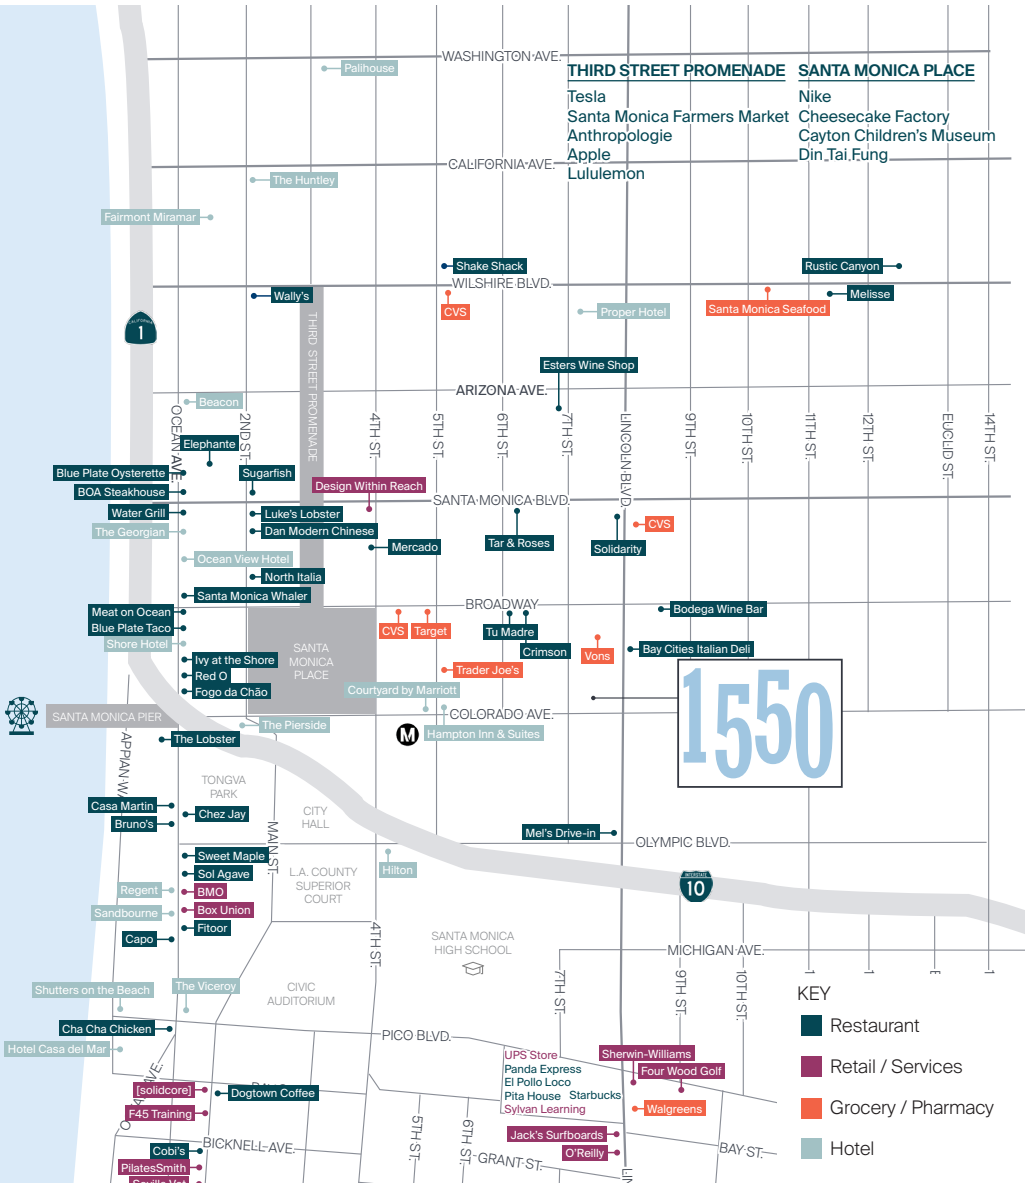 WASHINGTON AVE.
Palihouse
THIRD STREET PROMENADE
Tesla
Santa Monica Farmers Market
Anthropologie
Apple
Lululemon
SANTA MONICA PLACE
Nike
Cheesecake Factory
Cayton Children's Museum
Din Tai Fung
CALIFORNIA AVE.
The Huntley
Fairmont Miramar
Shake Shack
Rustic Canyon
WILSHIRE BLVD.
Wally's
CVS
Proper Hotel
Santa Monica Seafood
Melisse
CALIFORNIA
1
THIRD STREET PROMENADE
Esters Wine Shop
ARIZONA AVE.
Beacon
OCEAN AVE.
2ND ST.
4TH ST.
5TH ST.
6TH ST.
7TH ST.
LINCOLN BLVD.
9TH ST.
10TH ST.
11TH ST.
12TH ST.
EUCLID ST.
14TH ST.
Elephante
Blue Plate Oysterette
Sugarfish
BOA Steakhouse
Design Within Reach
SANTA MONICA BLVD.
Water Grill
Luke's Lobster
The Georgian
Dan Modern Chinese
Mercado
Tar & Roses
Solidarity
CVS
Ocean View Hotel
North Italia
Santa Monica Whaler
BROADWAY
Meat on Ocean
Blue Plate Taco
Shore Hotel
CVS
Target
Tu Madre
Crimson
Vons
Bodega Wine Bar
Bay Cities Italian Deli
SANTA
MONICA
PLACE
Ivy at the Shore
Red O
Fogo da Chão
Trader Joe's
Courtyard by Marriott
1550
SANTA MONICA PIER
The Pierside
COLORADO AVE.
M
Hampton Inn & Suites
The Lobster
APPIAN WA
TONGVA
PARK
Casa Martin
Chez Jay
Bruno's
CITY
HALL
MAIN ST.
Mel's Drive-in
OLYMPIC BLVD.
Sweet Maple
Sol Agave
Hilton
L.A. COUNTY
SUPERIOR
COURT
INTERSTATE
10
Regent
BMO
Sandbourne
Box Union
Fitoor
Capo
4TH ST.
SANTA MONICA
HIGH SCHOOL
MICHIGAN AVE.
7TH ST.
9TH ST.
10TH ST.
1
1
E
1
Shutters on the Beach
The Viceroy
CIVIC
AUDITORIUM
KEY
Restaurant
Retail / Services
Grocery / Pharmacy
Hotel
Cha Cha Chicken
Hotel Casa del Mar
PICO BLVD.
UPS Store
Panda Express
El Pollo Loco
Pita House
Starbucks
Sylvan Learning
Sherwin-Williams
Four Wood Golf
Walgreens
[solidcore]
Dogtown Coffee
F45 Training
5TH ST.
6TH ST.
Jack's Surfboards
O'Reilly
BAY ST.
Cobi's
BICKNELL AVE.
GRANT ST.
PilatesSmith
LIN